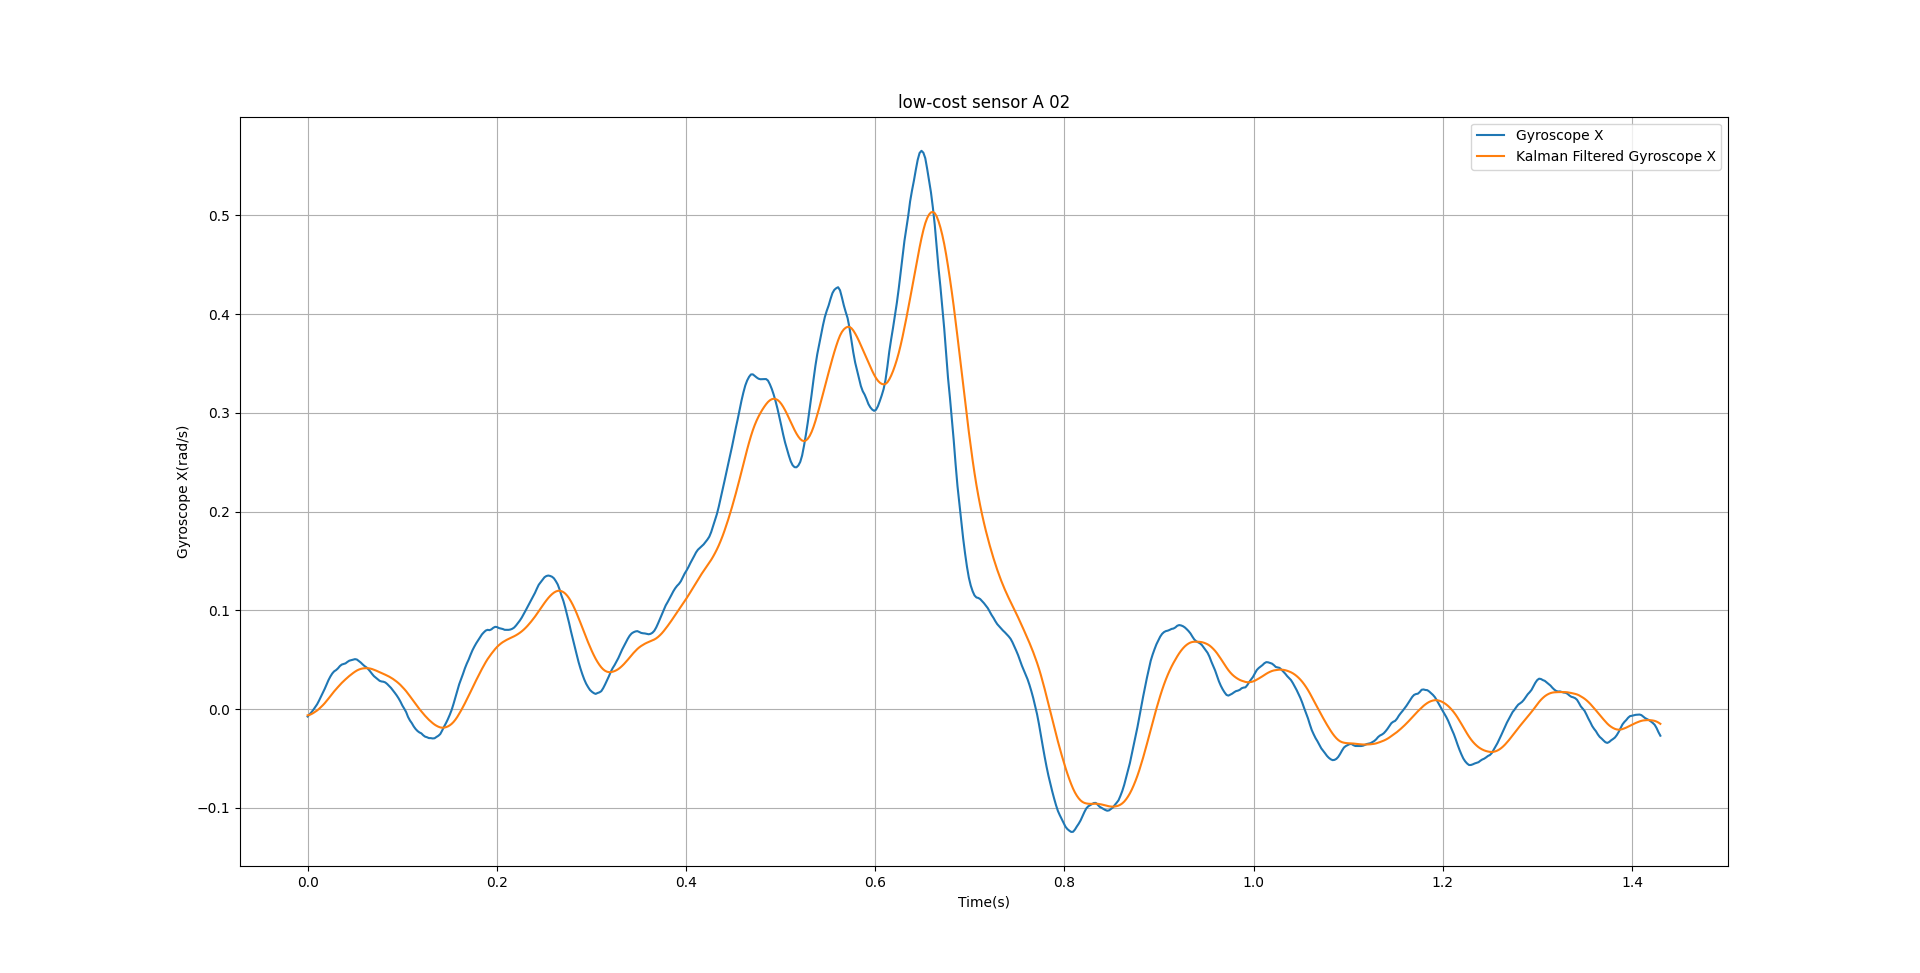 low-cost sensor A 02
Gyroscope X
Kalman Filtered Gyroscope X
Gyroscope X(rad/s)
0.5
0.4
0.3
0.2
0.1
0.0
−0.1
0.0 0.2 0.4 0.6 0.8 1.0 1.2 1.4
Time(s)